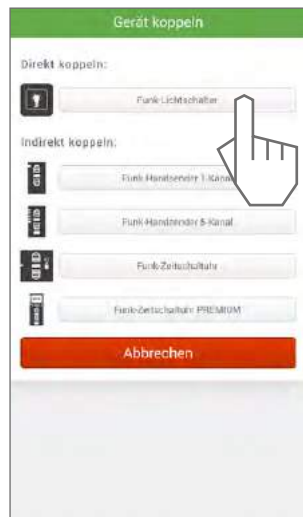 Gerät koppeln
Direkt koppeln:
Funk-Lichtschalter
Indirekt koppeln:
Funk-Handsender 1-Kanal
Funk-Handsender 5-Kanal
Funk-Zeitschaltuhr
Funk-Zeitschaltuhr PREMIUM
Abbrechen